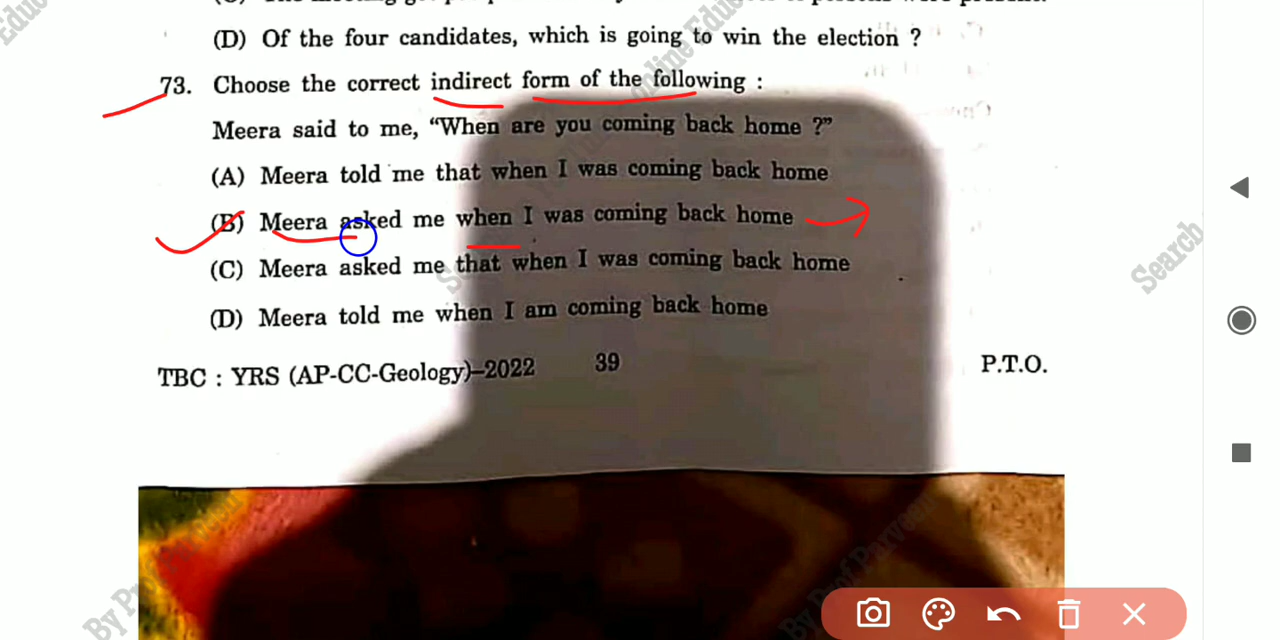 (D) Of the four candidates, which is going to win the election ?
73. Choose the correct indirect form of the following :
Meera said to me, “When are you coming back home ?”
(A) Meera told me that when I was coming back home
(B) Meera asked me when I was coming back home
(C) Meera asked me that when I was coming back home
(D) Meera told me when I am coming back home
TBC : YRS (AP-CC-Geology)–2022 39 P.T.O.
Search